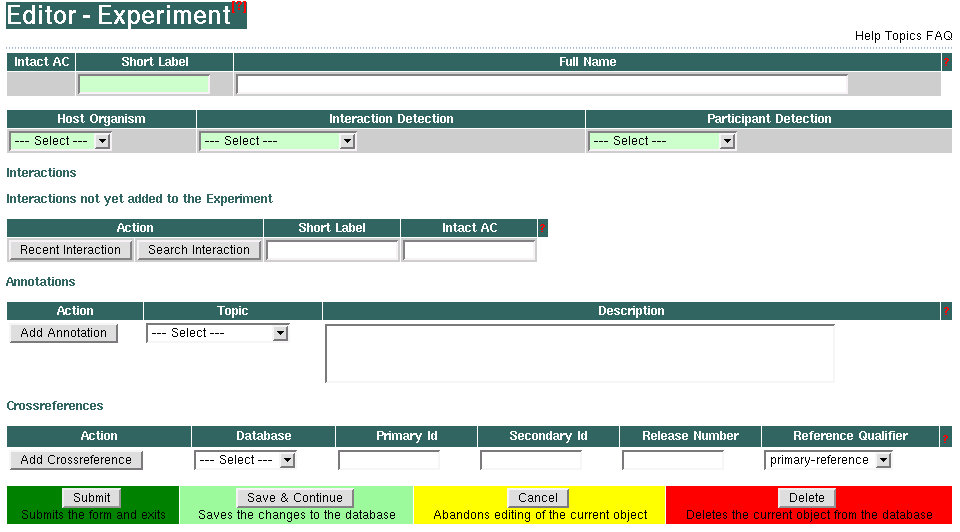 Editor - Experiment[?]
Help Topics FAQ
Intact AC Short Label Full Name ?
Host Organism Interaction Detection Participant Detection
--- Select --- --- Select --- --- Select ---
Interactions
Interactions not yet added to the Experiment
Action Short Label Intact AC ?
Recent Interaction Search Interaction
Annotations
Action Topic Description ?
Add Annotation --- Select ---
Crossreferences
Action Database Primary Id Secondary Id Release Number Reference Qualifier ?
Add Crossreference --- Select --- primary-reference
Submit Save & Continue Cancel Delete
Submits the form and exits Saves the changes to the database Abandons editing of the current object Deletes the current object from the database